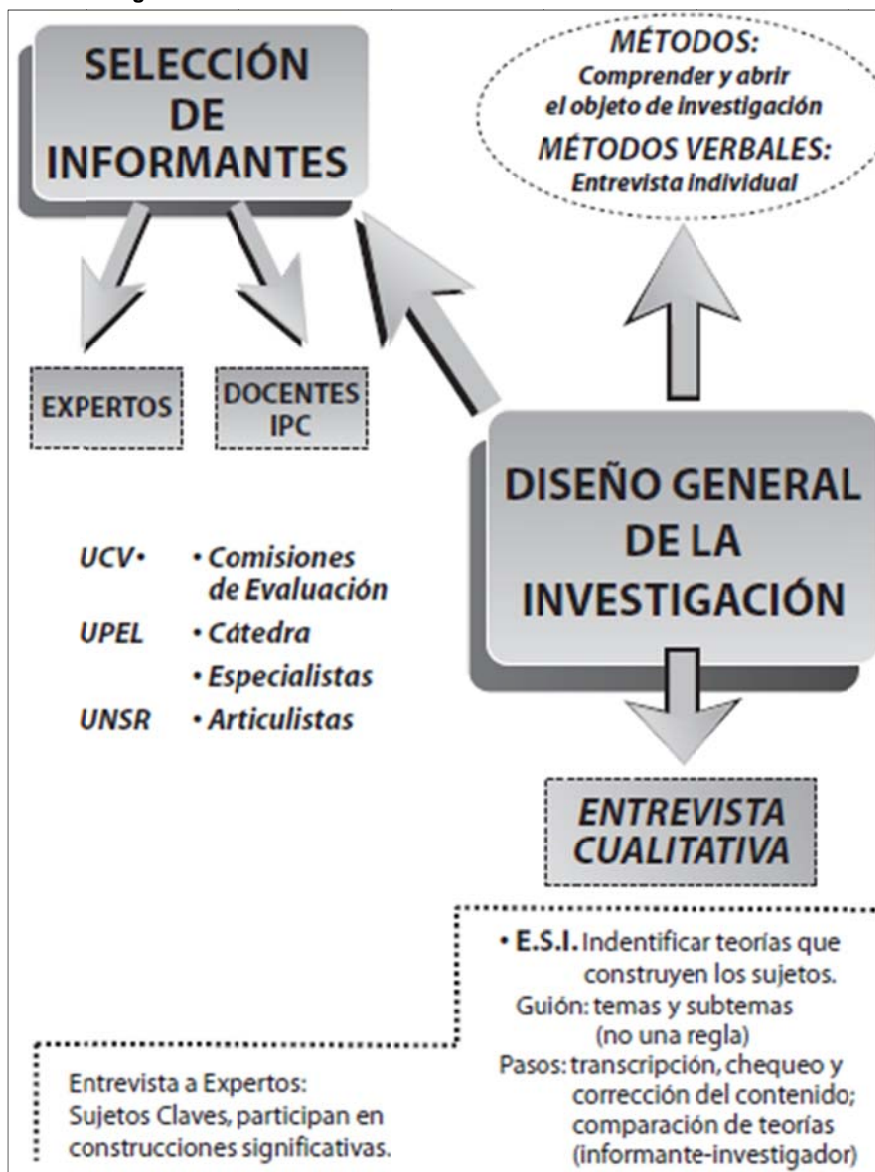 SELECCIÓN
DE
INFORMANTES
MÉTODOS:
Comprender y abrir
el objeto de investigación
MÉTODOS VERBALES:
Entrevista individual
EXPERTOS
DOCENTES
IPC
DISEÑO GENERAL
DE LA
INVESTIGACIÓN
UCV• • Comisiones
de Evaluación
UPEL • Cátedra
• Especialistas
UNSR • Articulistas
ENTREVISTA
CUALITATIVA
• E.S.I. Indentificar teorías que
construyen los sujetos.
Guión: temas y subtemas
(no una regla)
Pasos: transcripción, chequeo y
corrección del contenido;
comparación de teorías
(informante-investigador)
Entrevista a Expertos:
Sujetos Claves, participan en
construcciones significativas.